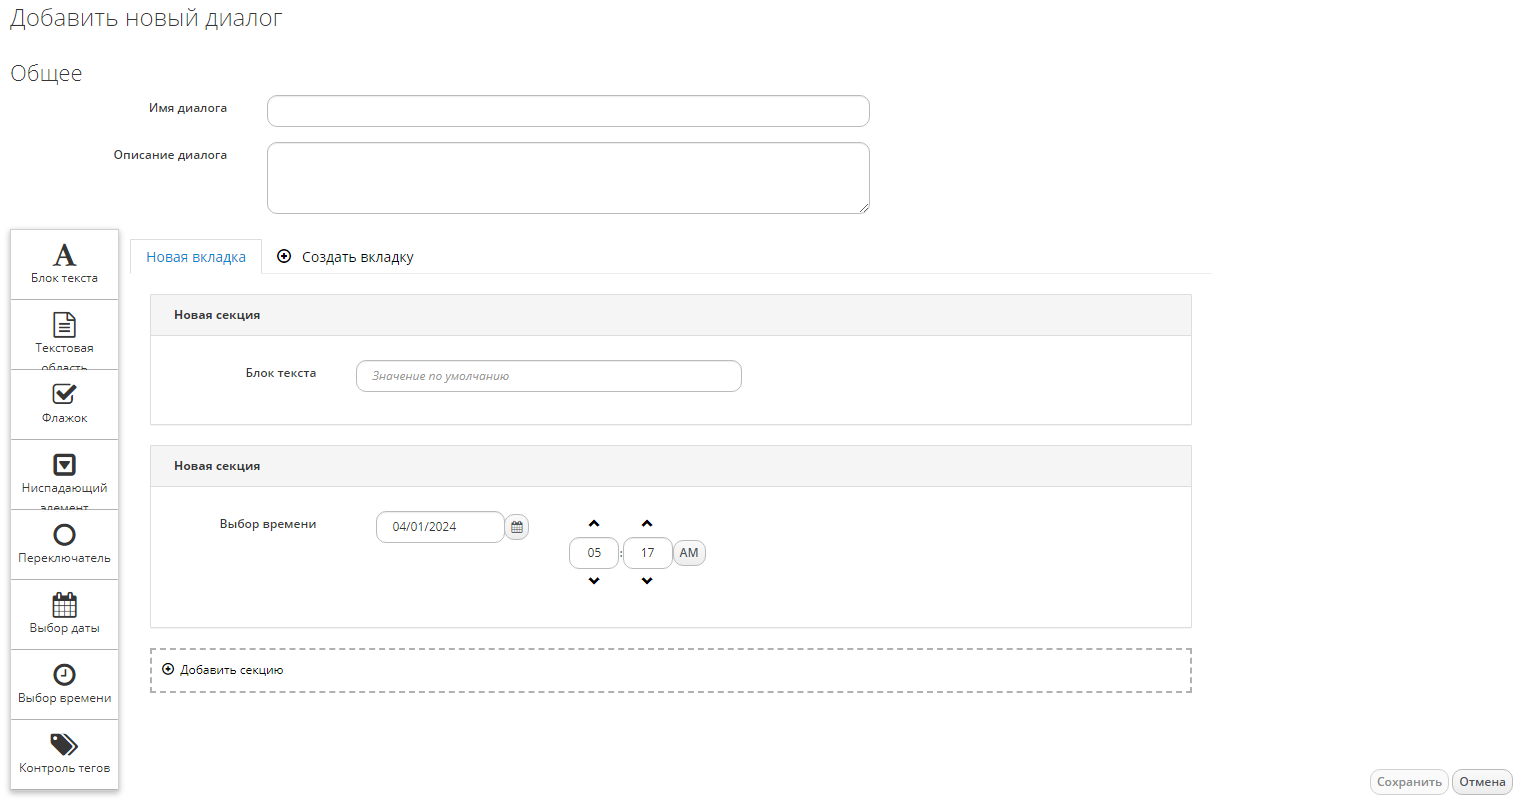 Добавить новый диалог
Общее
Имя диалога
Описание диалога
Блок текста
Текстовая
область
Флажок
Ниспадающий
элемент
Переключатель
Выбор даты
Выбор времени
Контроль тегов
Новая вкладка
Создать вкладку
Новая секция
Блок текста
Значение по умолчанию
Новая секция
Выбор времени
04/01/2024
05 : 17 AM
Добавить секцию
Сохранить
Отмена